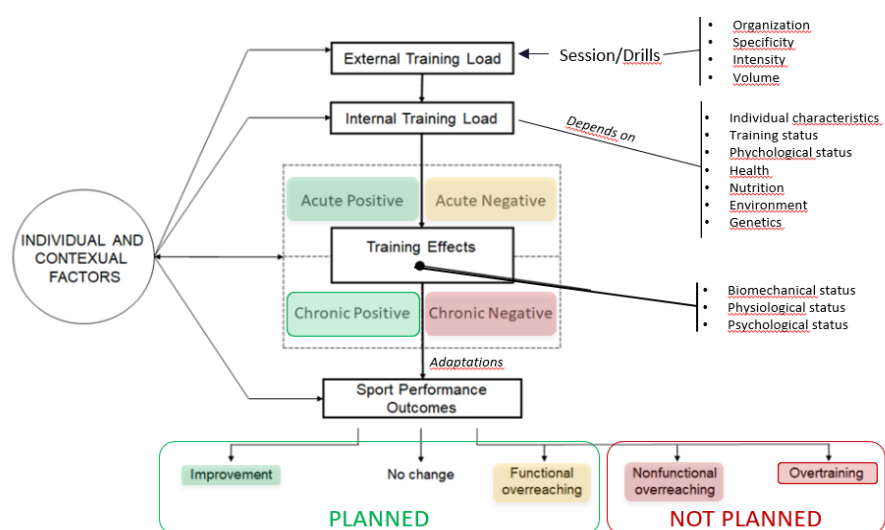 External Training Load
Session/Drills
• Organization
• Specificity
• Intensity
• Volume
Internal Training Load
Depends on
• Individual characteristics
• Training status
• Phychological status
• Health
• Nutrition
• Environment
• Genetics
INDIVIDUAL AND
CONTEXUAL
FACTORS
Acute Positive
Acute Negative
Training Effects
Chronic Positive
Chronic Negative
• Biomechanical status
• Physiological status
• Psychological status
Adaptations
Sport Performance
Outcomes
Improvement
No change
Functional
overreaching
Nonfunctional
overreaching
Overtraining
PLANNED
NOT PLANNED